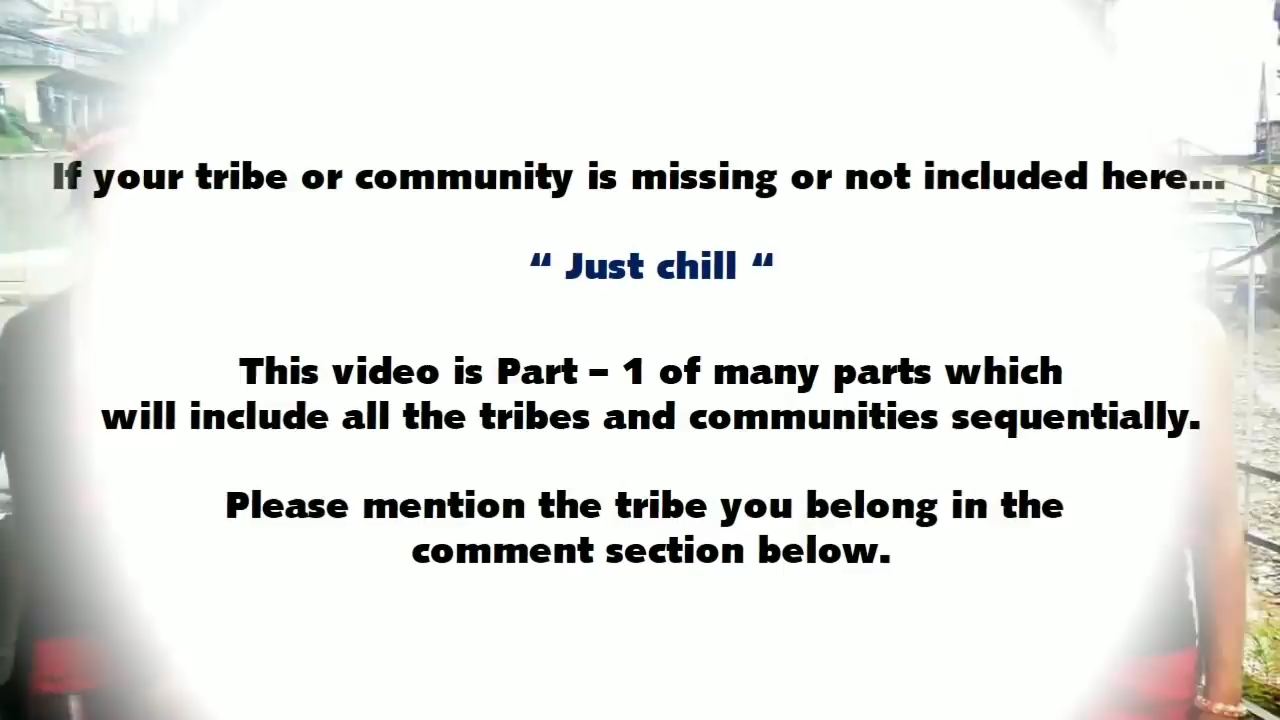 If your tribe or community is missing or not included here...
“ Just chill “
This video is Part – 1 of many parts which
will include all the tribes and communities sequentially.
Please mention the tribe you belong in the
comment section below.